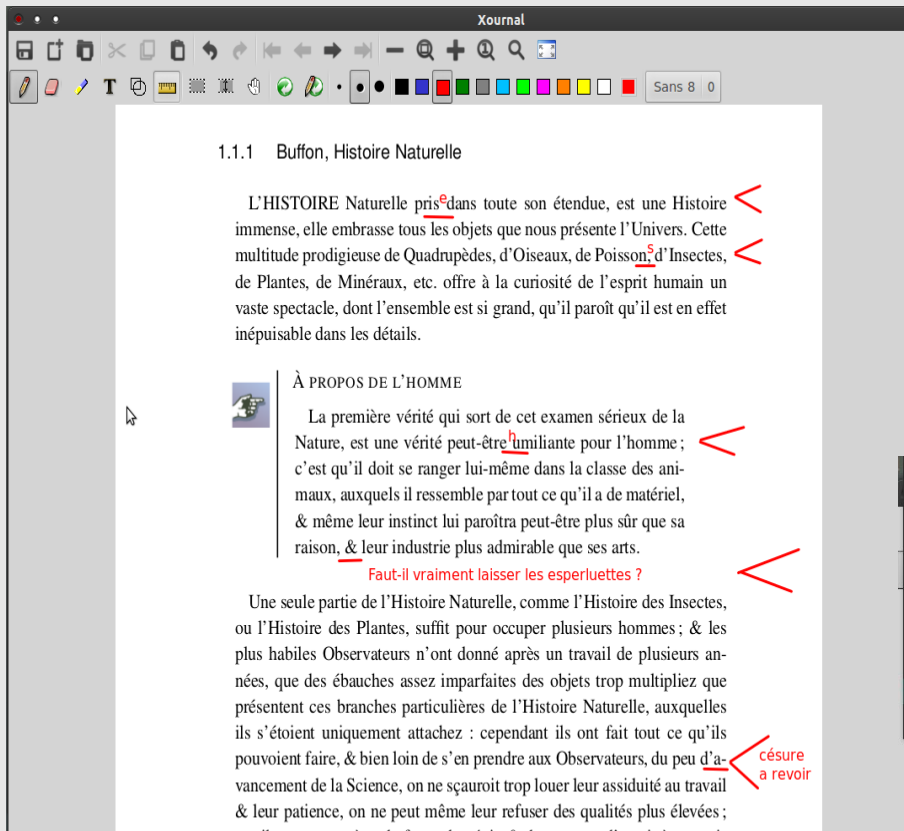 Xournal
T
Sans 8 0
1.1.1 Buffon, Histoire Naturelle
L'HISTOIRE Naturelle prisedans toute son étendue, est une Histoire
immense, elle embrasse tous les objets que nous présente l'Univers. Cette
multitude prodigieuse de Quadrupèdes, d'Oiseaux, de Poisson,sd'Insectes,
de Plantes, de Minéraux, etc. offre à la curiosité de l'esprit humain un
vaste spectacle, dont l'ensemble est si grand, qu'il paroît qu'il est en effet
inépuisable dans les détails.
À PROPOS DE L'HOMME
La première vérité qui sort de cet examen sérieux de la
Nature, est une vérité peut-être humiliante pour l'homme ;
c'est qu'il doit se ranger lui-même dans la classe des ani-
maux, auxquels il ressemble par tout ce qu'il a de matériel,
& même leur instinct lui paroîtra peut-être plus sûr que sa
raison, & leur industrie plus admirable que ses arts.
Faut-il vraiment laisser les esperluettes ?
Une seule partie de l'Histoire Naturelle, comme l'Histoire des Insectes,
ou l'Histoire des Plantes, suffit pour occuper plusieurs hommes ; & les
plus habiles Observateurs n'ont donné après un travail de plusieurs an-
nées, que des ébauches assez imparfaites des objets trop multipliez que
présentent ces branches particulières de l'Histoire Naturelle, auxquelles
ils s'étoient uniquement attachez : cependant ils ont fait tout ce qu'ils
pouvoient faire, & bien loin de s'en prendre aux Observateurs, du peu d'a-
césure
a revoir
vancement de la Science, on ne sçauroit trop louer leur assiduité au travail
& leur patience, on ne peut même leur refuser des qualités plus élevées ;